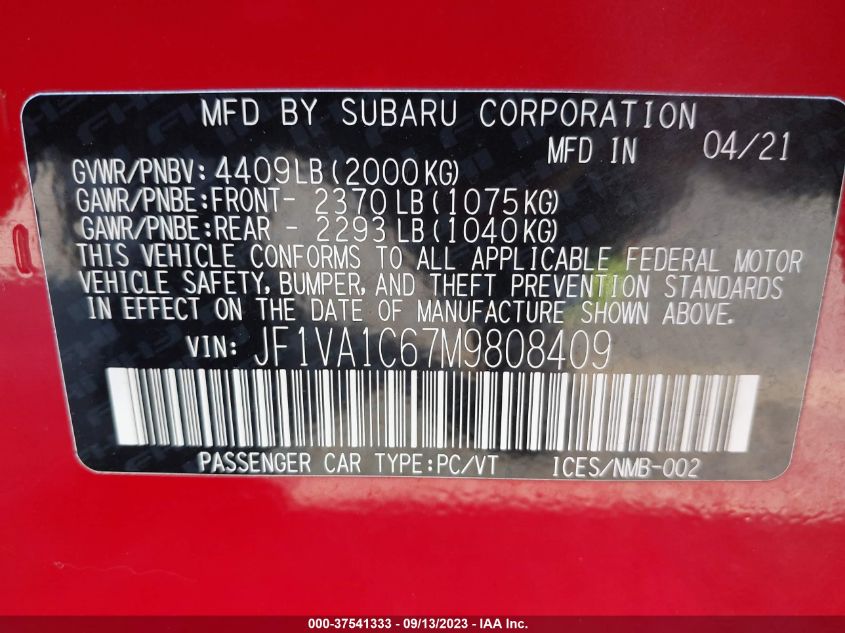 MFD BY SUBARU CORPORATION
MFD IN 04/21
GVWR/PNBV: 4409LB(2000KG)
GAWR/PNBE:FRONT- 2370LB(1075KG)
GAWR/PNBE:REAR - 2293LB(1040KG)
THIS VEHICLE CONFORMS TO ALL APPLICABLE FEDERAL MOTOR
VEHICLE SAFETY, BUMPER, AND THEFT PREVENTION STANDARDS
IN EFFECT ON THE DATE OF MANUFACTURE SHOWN ABOVE.
VIN: JF1VA1C67M9808409
PASSENGER CAR TYPE:PC/VT ICES/NMB-002
000-37541333 - 09/13/2023 - IAA Inc.